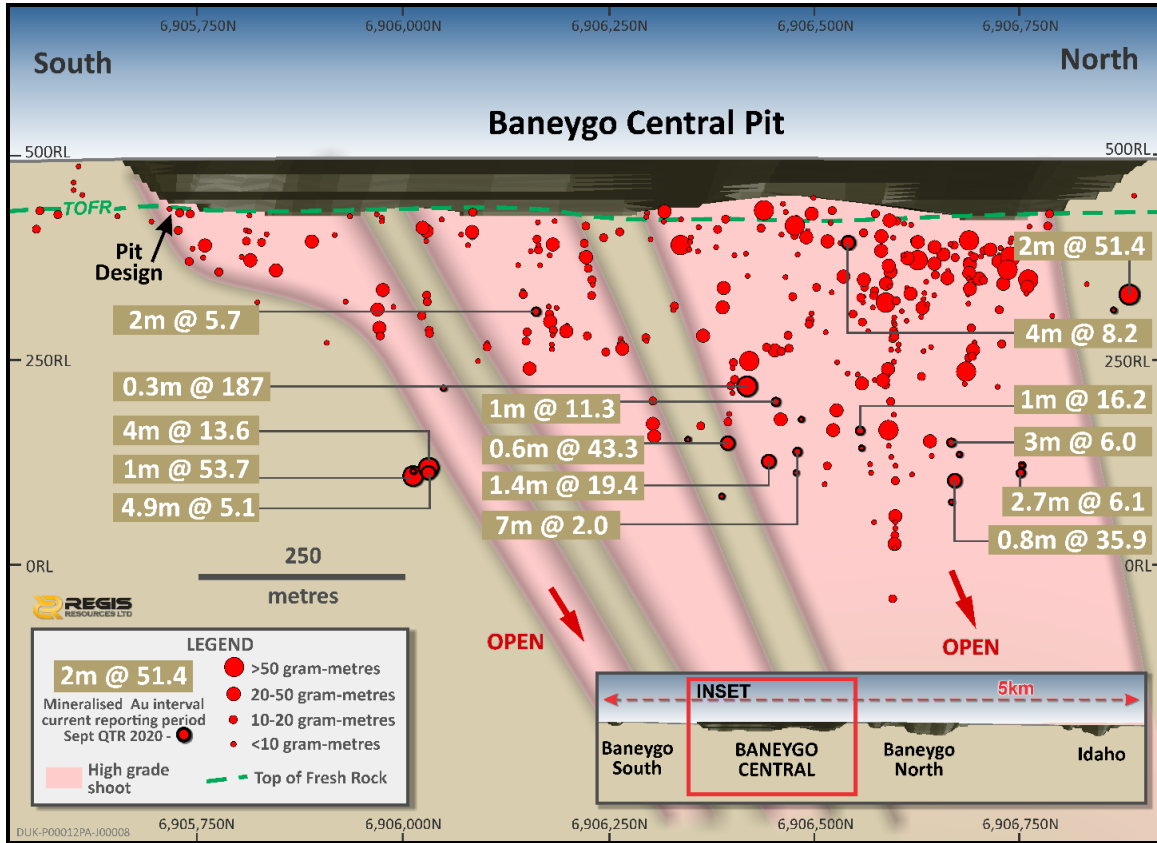 6,905,750N
6,906,000N
6,906,250N
6,906,500N
6,906,750N
South
North
Baneygo Central Pit
500RL
500RL
TOFR
Pit
Design
2m @ 51.4
2m @ 5.7
4m @ 8.2
250RL
250RL
0.3m @ 187
1m @ 11.3
1m @ 16.2
4m @ 13.6
0.6m @ 43.3
3m @ 6.0
1m @ 53.7
1.4m @ 19.4
4.9m @ 5.1
7m @ 2.0
2.7m @ 6.1
0.8m @ 35.9
0RL
0RL
250
metres
REGIS
RESOURCES LTD
OPEN
OPEN
LEGEND
2m @ 51.4
Mineralised Au interval
current reporting period
Sept QTR 2020 -
>50 gram-metres
20-50 gram-metres
10-20 gram-metres
<10 gram-metres
High grade
shoot
Top of Fresh Rock
INSET
5km
Baneygo
South
BANEYGO
CENTRAL
Baneygo
North
Idaho
DUK-P00012PA-J00008
6,905,750N
6,906,000N
6,906,250N
6,906,500N
6,906,750N